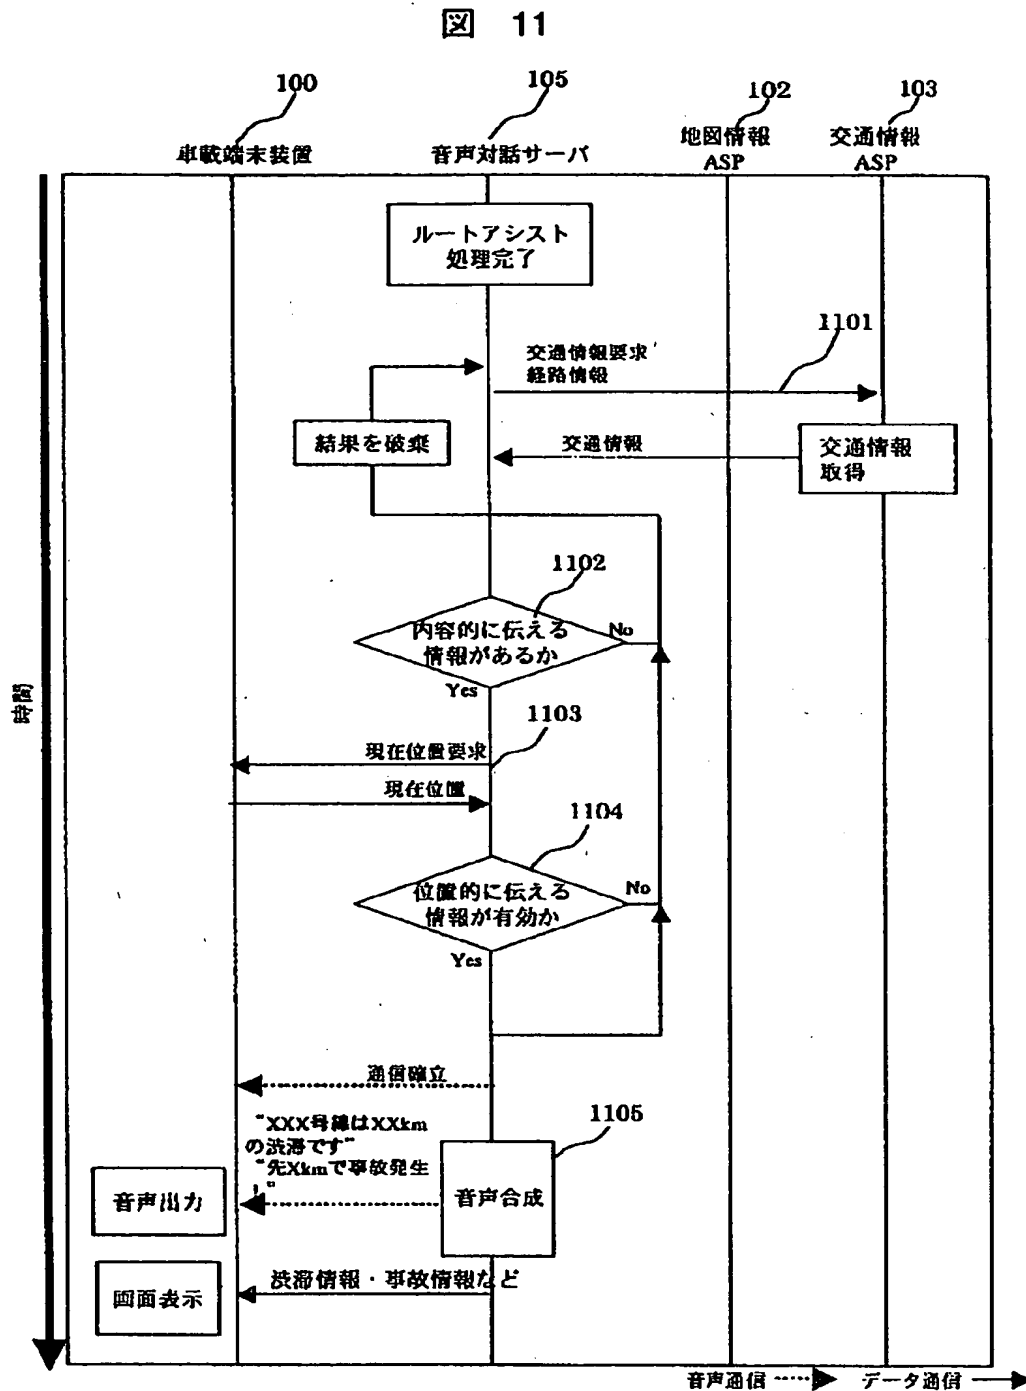 図 11
100
105
102
103
車載端末装置
音声対話サーバ
地図情報
ASP
交通情報
ASP
ルートアシスト
処理完了
1101
交通情報要求
経路情報
結果を破棄
交通情報
交通情報
取得
1102
内容的に伝える
情報があるか
No
Yes
時間
1103
現在位置要求
現在位置
1104
位置的に伝える
情報が有効か
No
Yes
通信確立
1105
“XXX号線はXXkm
の渋滞です”
“先Xkmで事故発生
！”
音声出力
音声合成
渋滞情報・事故情報など
画面表示
音声通信
データ通信